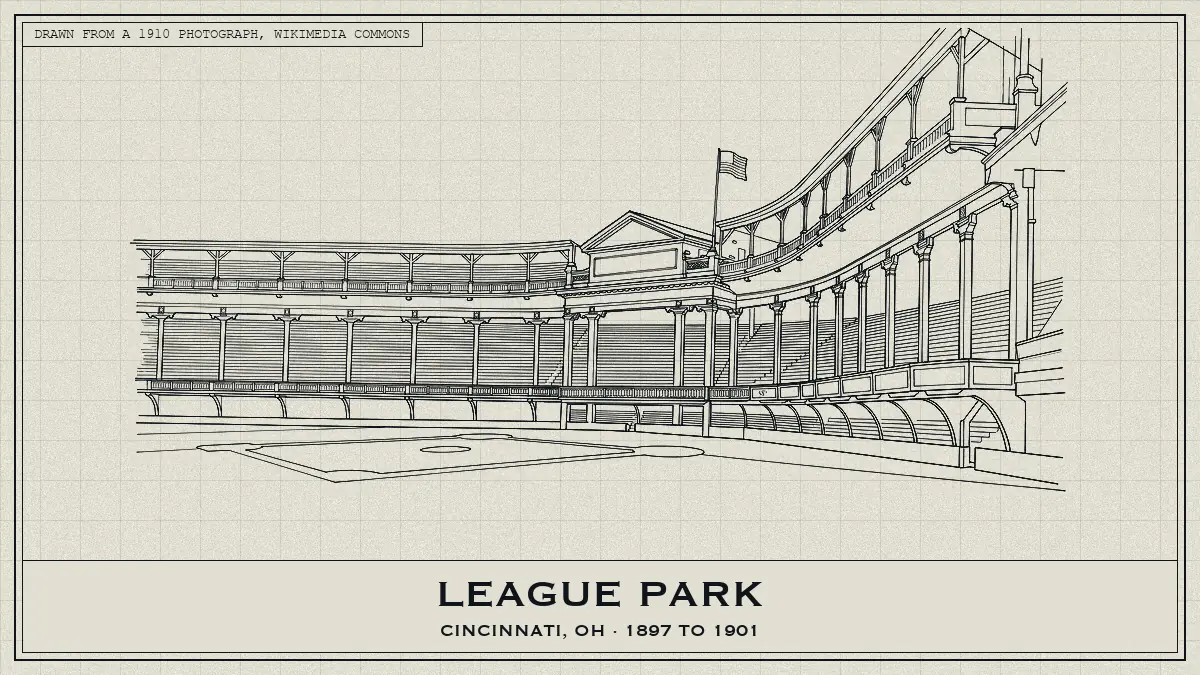 DRAWN FROM A 1910 PHOTOGRAPH, WIKIMEDIA COMMONS
LEAGUE PARK
CINCINNATI, OH · 1897 TO 1901